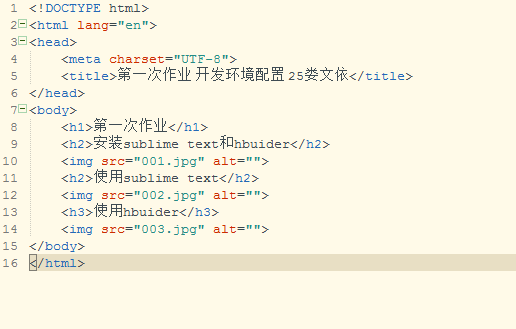 1 <!DOCTYPE html>
2 <html lang="en">
3 <head>
4 <meta charset="UTF-8">
5 <title>第一次作业 开发环境配置 25娄文依</title>
6 </head>
7 <body>
8 <h1>第一次作业</h1>
9 <h2>安装sublime text和hbuider</h2>
10 <img src="001.jpg" alt="">
11 <h2>使用sublime text</h2>
12 <img src="002.jpg" alt="">
13 <h3>使用hbuider</h3>
14 <img src="003.jpg" alt="">
15 </body>
16 </html>